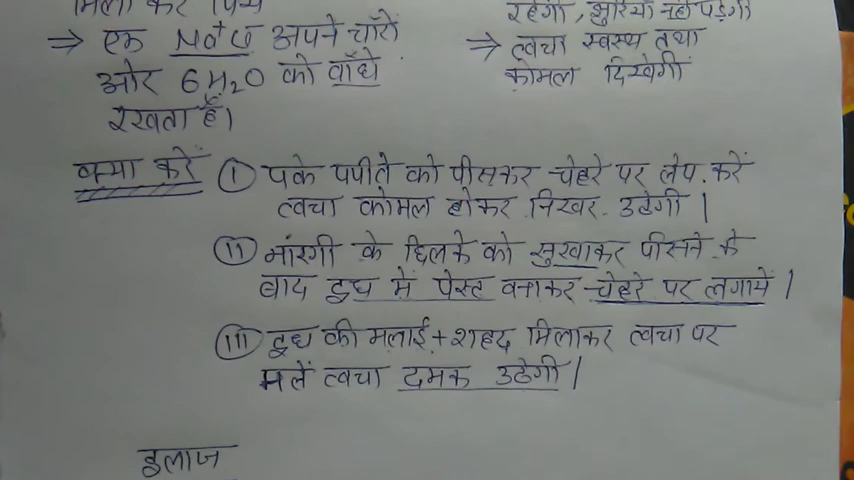 मिला कर पिये
⇒ एक Na⁺Cl अपने चारों
ओर 6H₂O को बाँधे
रखता है।
रहेगी, झुरियाँ नहीं पड़ेगी
⇒ त्वचा स्वस्थ तथा
कोमल दिखेगी
क्या करें (I) पके पपीते को पीसकर चेहरे पर लेप करें
त्वचा कोमल होकर निखर उठेगी।
(II) नारंगी के छिलके को सुखाकर पीसने के
बाद दूध में पेस्ट बनाकर चेहरे पर लगायें।
(III) दूध की मलाई + शहद मिलाकर त्वचा पर
मलें त्वचा दमक उठेगी।
इलाज